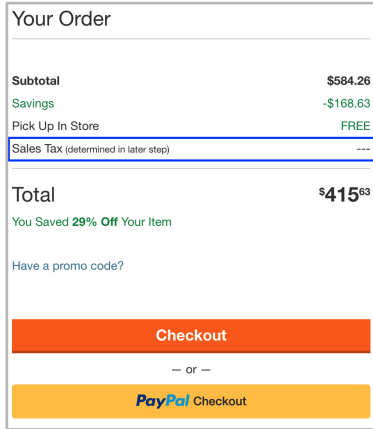 Your Order
Subtotal $584.26
Savings -$168.63
Pick Up In Store FREE
Sales Tax (determined in later step) ---
Total $415⁶³
You Saved 29% Off Your Item
Have a promo code?
Checkout
— or —
PayPal Checkout